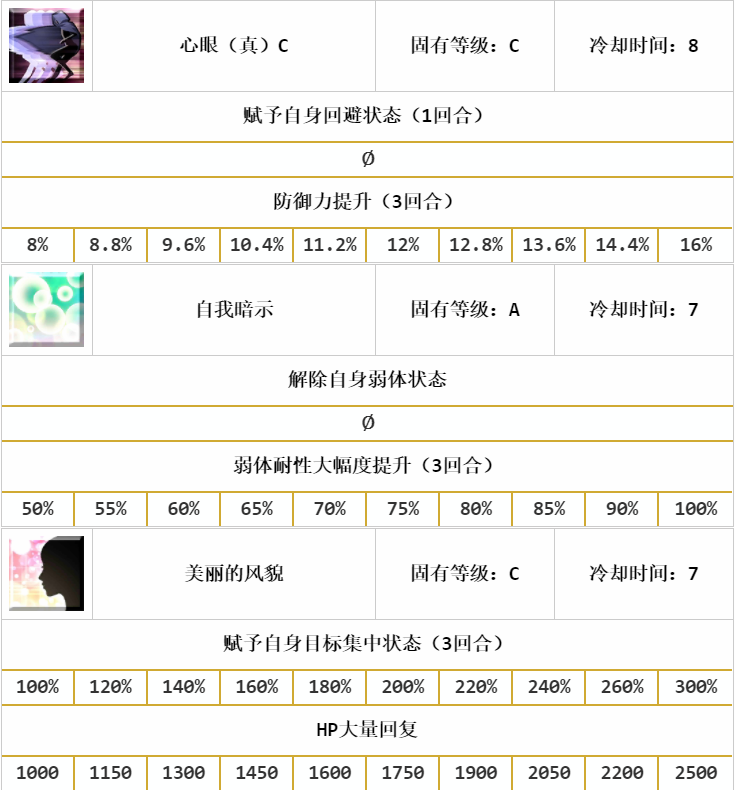 心眼（真）C 固有等级：C 冷却时间：8
赋予自身回避状态（1回合）
Ø
防御力提升（3回合）
8% 8.8% 9.6% 10.4% 11.2% 12% 12.8% 13.6% 14.4% 16%
自我暗示 固有等级：A 冷却时间：7
解除自身弱体状态
Ø
弱体耐性大幅度提升（3回合）
50% 55% 60% 65% 70% 75% 80% 85% 90% 100%
美丽的风貌 固有等级：C 冷却时间：7
赋予自身目标集中状态（3回合）
100% 120% 140% 160% 180% 200% 220% 240% 260% 300%
HP大量回复
1000 1150 1300 1450 1600 1750 1900 2050 2200 2500